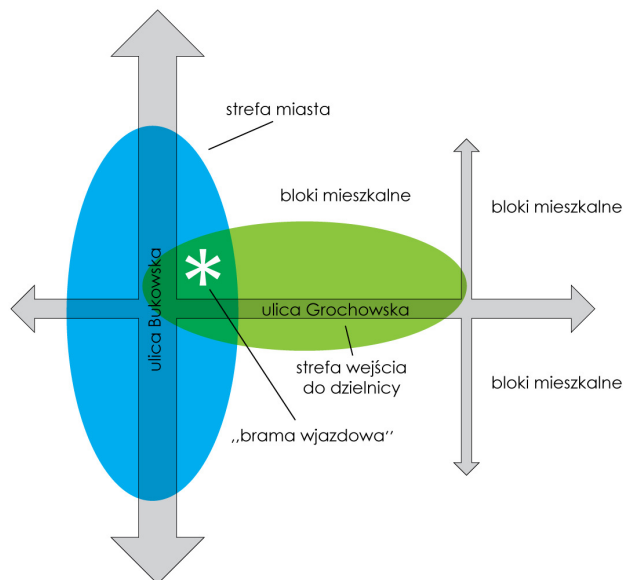 strefa miasta
bloki mieszkalne
bloki mieszkalne
ulica Bukowska
*
ulica Grochowska
strefa wejścia
do dzielnicy
bloki mieszkalne
,,brama wjazdowa"